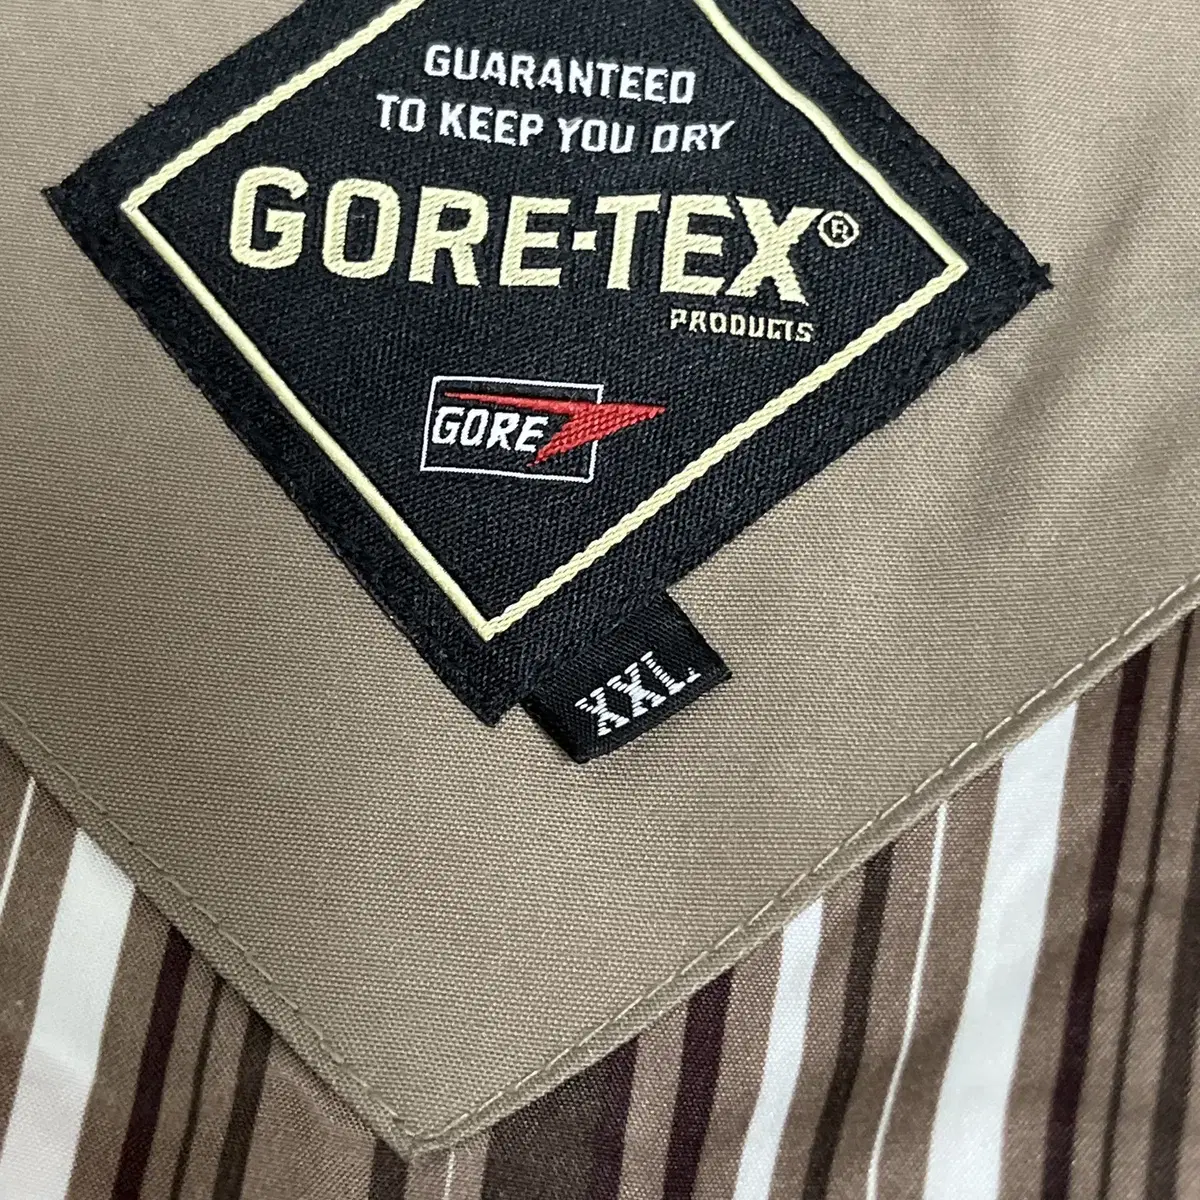 GUARANTEED
TO KEEP YOU DRY
GORE-TEX®
PRODUCTS
GORE
XXL